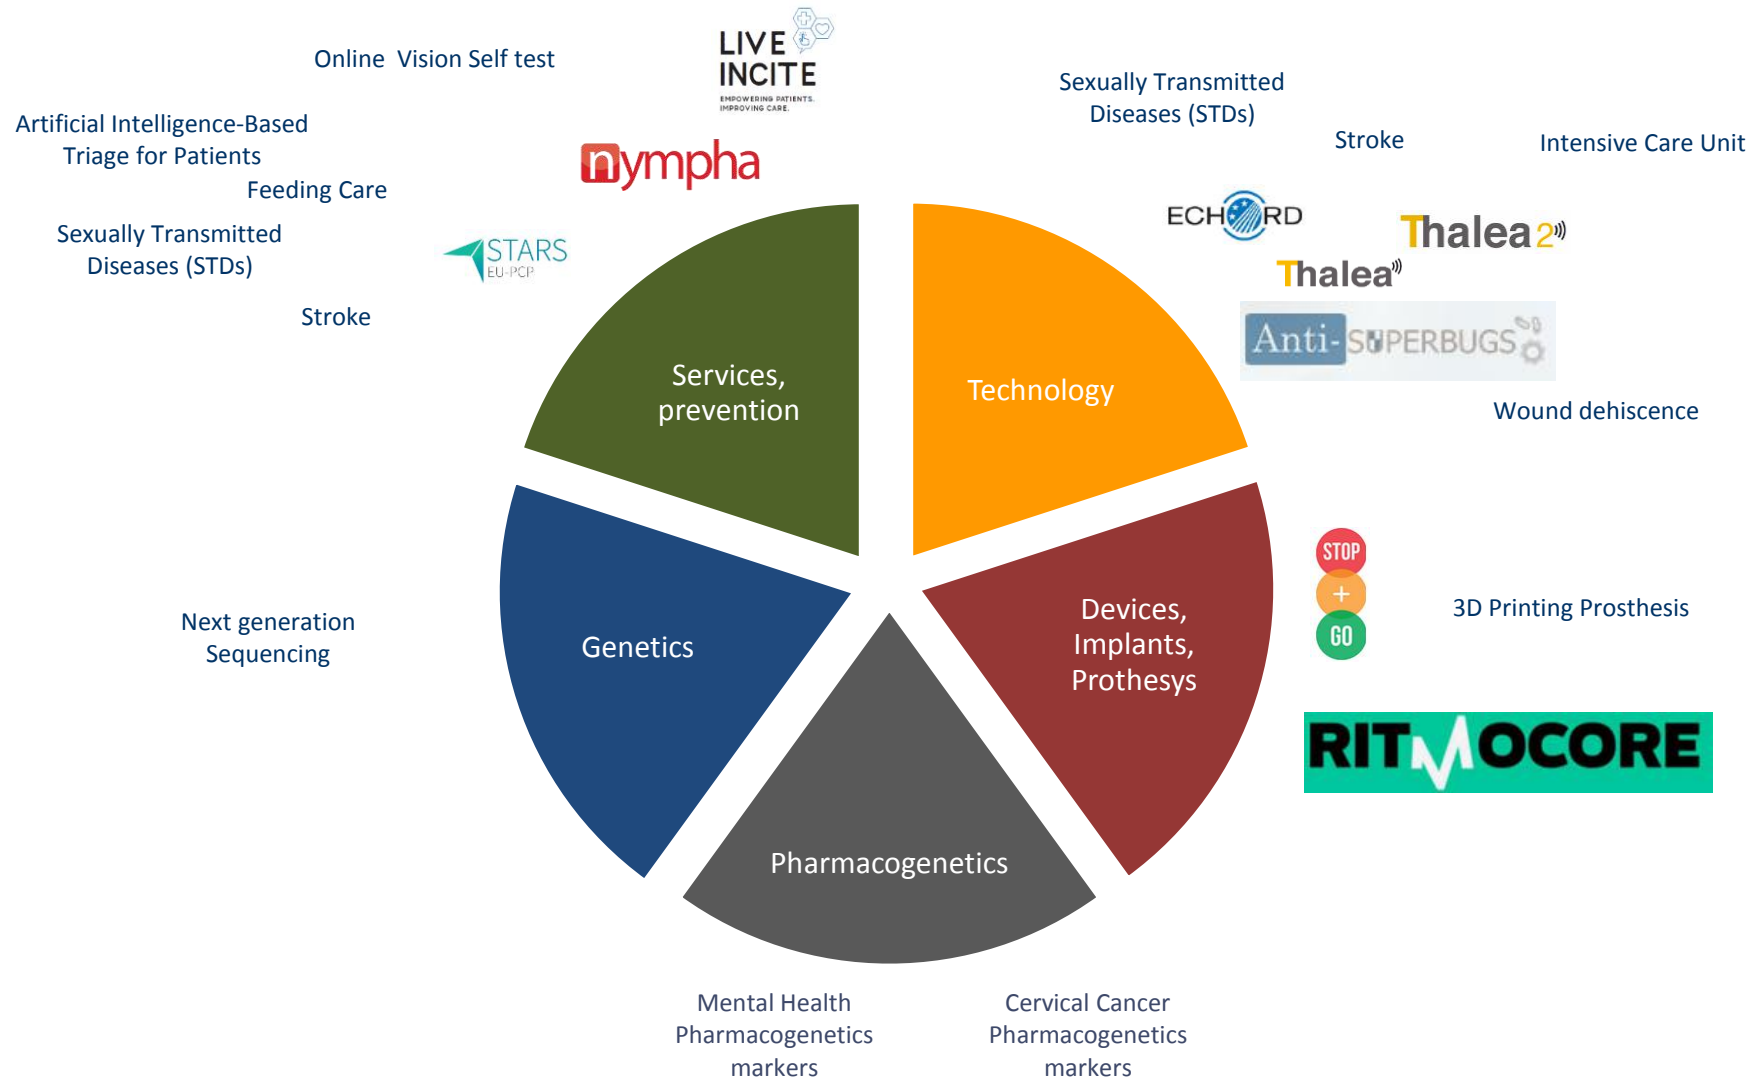 Online  Vision Self test
LIVE
INCITE
EMPOWERING PATIENTS.
IMPROVING CARE.
Sexually Transmitted
Diseases (STDs)
Artificial Intelligence-Based
Triage for Patients
Stroke
Intensive Care Unit
nympha
Feeding Care
ECHORD
Sexually Transmitted
Diseases (STDs)
STARS
EU-PCP
Thalea 2
Thalea
Stroke
Anti-SUPERBUGS
Services,
prevention
Technology
Wound dehiscence
STOP
+
GO
3D Printing Prosthesis
Devices,
Implants,
Prothesys
Next generation
Sequencing
Genetics
RITMOCORE
Pharmacogenetics
Mental Health
Pharmacogenetics
markers
Cervical Cancer
Pharmacogenetics
markers